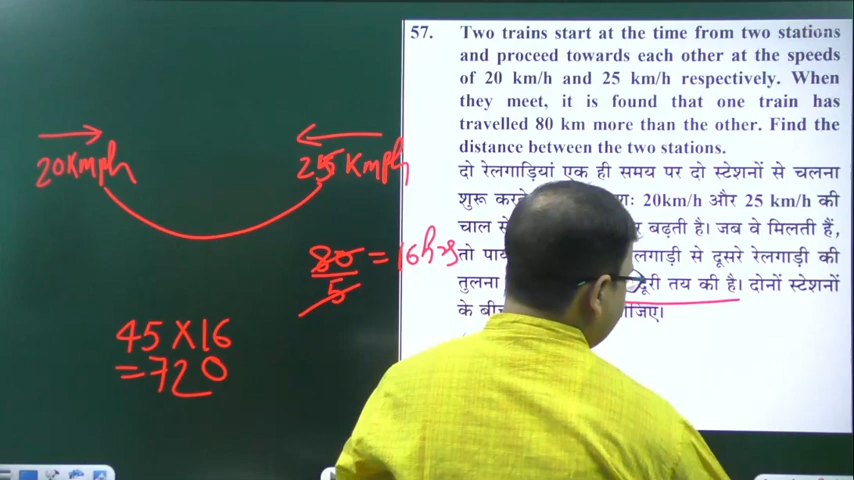 57. Two trains start at the time from two stations
and proceed towards each other at the speeds
of 20 km/h and 25 km/h respectively. When
they meet, it is found that one train has
travelled 80 km more than the other. Find the
distance between the two stations.
दो रेलगाड़ियां एक ही समय पर दो स्टेशनों से चलना
शुरू 20km/h और 25 km/h की
चाल बढ़ती है। जब वे मिलती हैं,
तो से दूसरे रेलगाड़ी की
तुलना दूरी तय की है। दोनों स्टेशनों
के
20Kmph
25 Kmph
80/5 = 16hrs
45X16
=720